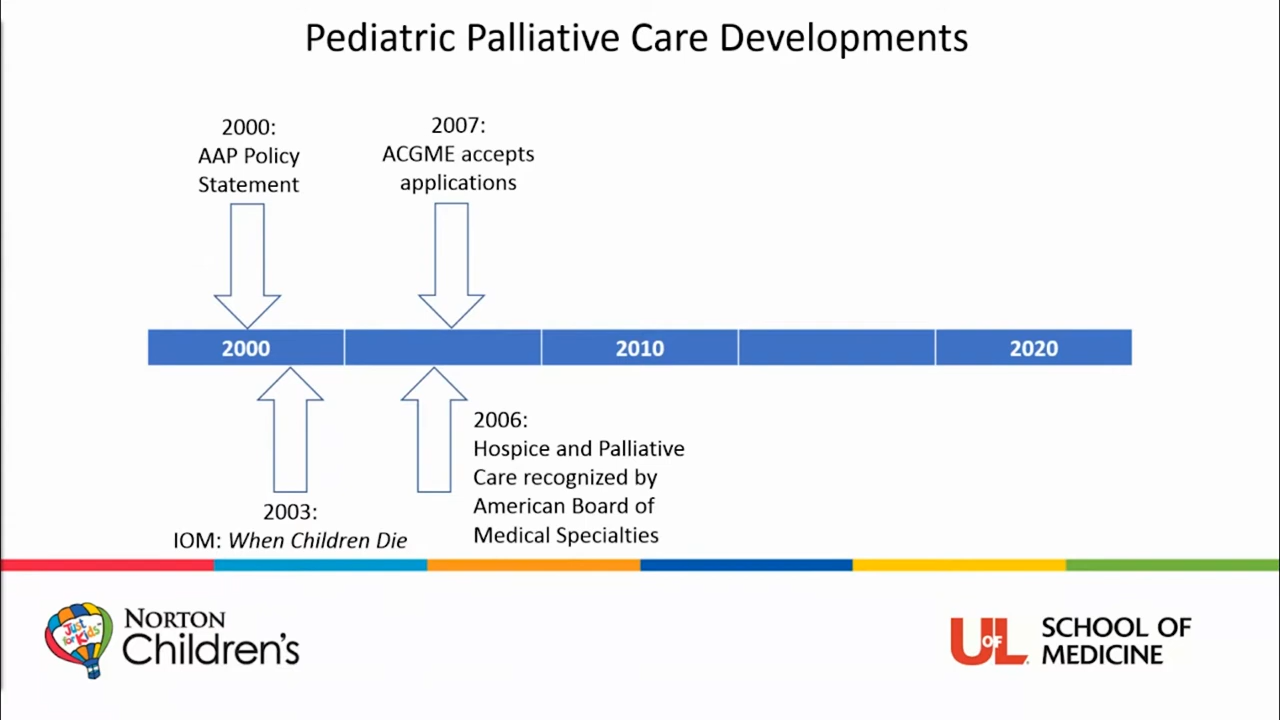 Pediatric Palliative Care Developments
2000:
AAP Policy
Statement
2007:
ACGME accepts
applications
2000
2010
2020
2003:
IOM: When Children Die
2006:
Hospice and Palliative
Care recognized by
American Board of
Medical Specialties
Just
for Kids
NORTON
Children's
UOFL
SCHOOL OF
MEDICINE